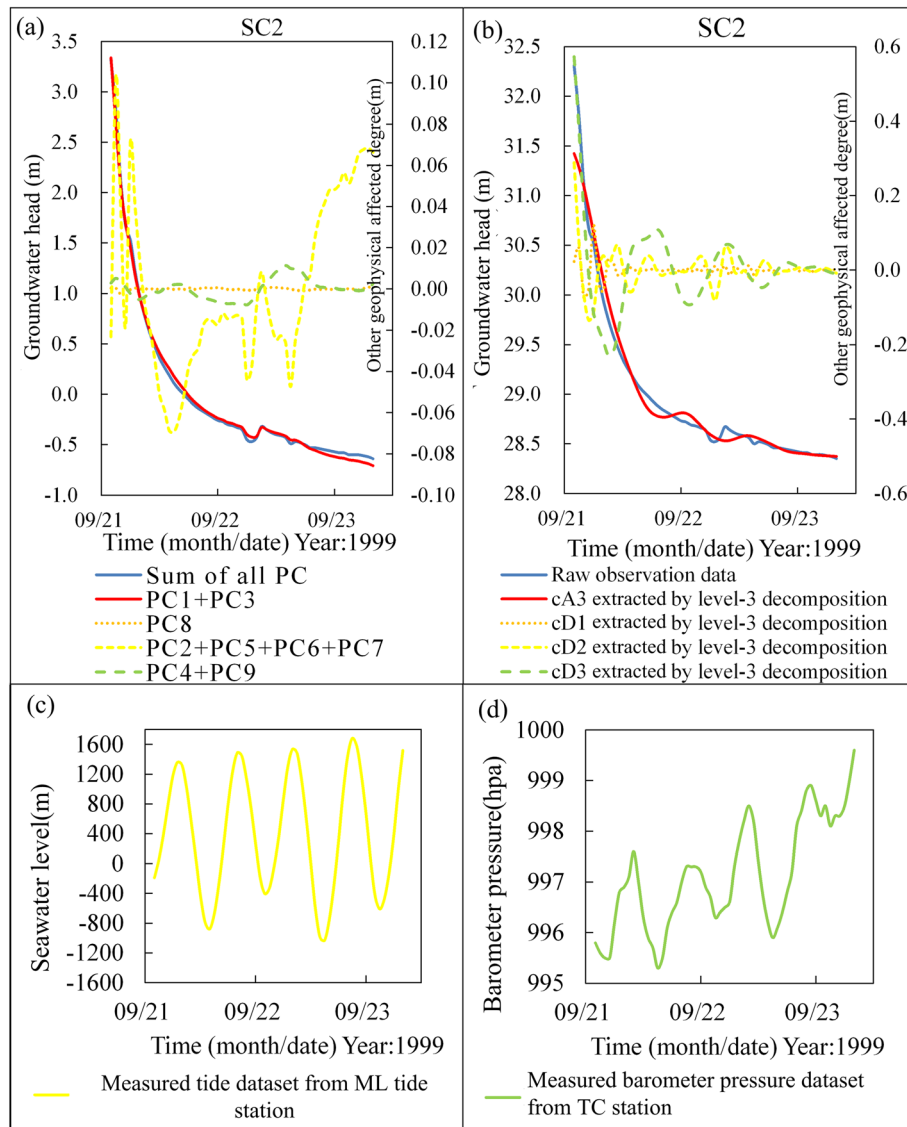 (a)
SC2
3.5
3.0
2.5
2.0
1.5
1.0
0.5
0.0
-0.5
-1.0
Groundwater head (m)
0.12
0.10
0.08
0.06
0.04
0.02
0.00
-0.02
-0.04
-0.06
-0.08
-0.10
Other geophysical affected degree(m)
09/21
09/22
09/23
Time (month/date) Year:1999
Sum of all PC
PC1+PC3
PC8
PC2+PC5+PC6+PC7
PC4+PC9
(b)
SC2
32.5
32.0
31.5
31.0
30.5
30.0
29.5
29.0
28.5
28.0
Groundwater head (m)
0.6
0.4
0.2
0.0
-0.2
-0.4
-0.6
Other geophysical affected degree(m)
09/21
09/22
09/23
Time (month/date) Year:1999
Raw observation data
cA3 extracted by level-3 decomposition
cD1 extracted by level-3 decomposition
cD2 extracted by level-3 decomposition
cD3 extracted by level-3 decomposition
(c)
1600
1200
800
400
0
-400
-800
-1200
-1600
Seawater level(m)
09/21
09/22
09/23
Time (month/date) Year:1999
Measured tide dataset from ML tide
station
(d)
1000
999
998
997
996
995
Barometer pressure(hpa)
09/21
09/22
09/23
Time (month/date) Year:1999
Measured barometer pressure dataset
from TC station